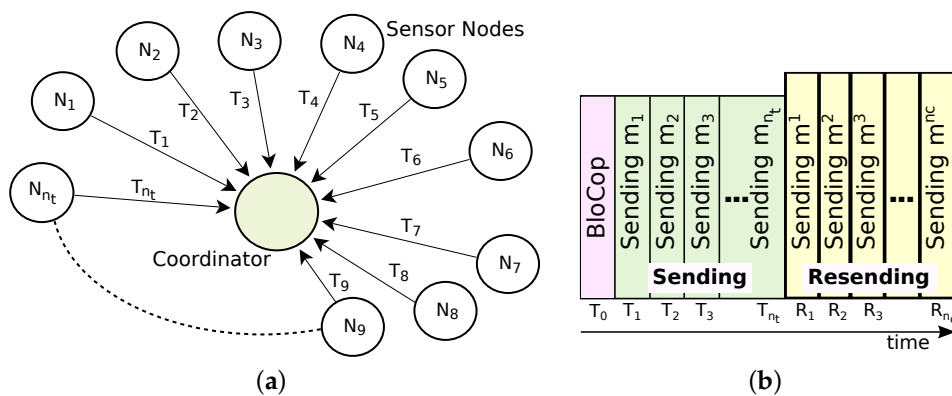 Sensor Nodes
N₁
N₂
N₃
N₄
N₅
N₆
N₇
N₈
N₉
Nₙₜ
T₁
T₂
T₃
T₄
T₅
T₆
T₇
T₈
T₉
Tₙₜ
Coordinator
(a)
BloCop
Sending m₁
Sending m₂
Sending m₃
...
Sending mₙₜ
Sending m¹
Sending m²
Sending m³
...
Sending mⁿᶜ
Sending
Resending
T₀ T₁ T₂ T₃ Tₙₜ R₁ R₂ R₃
time
(b)